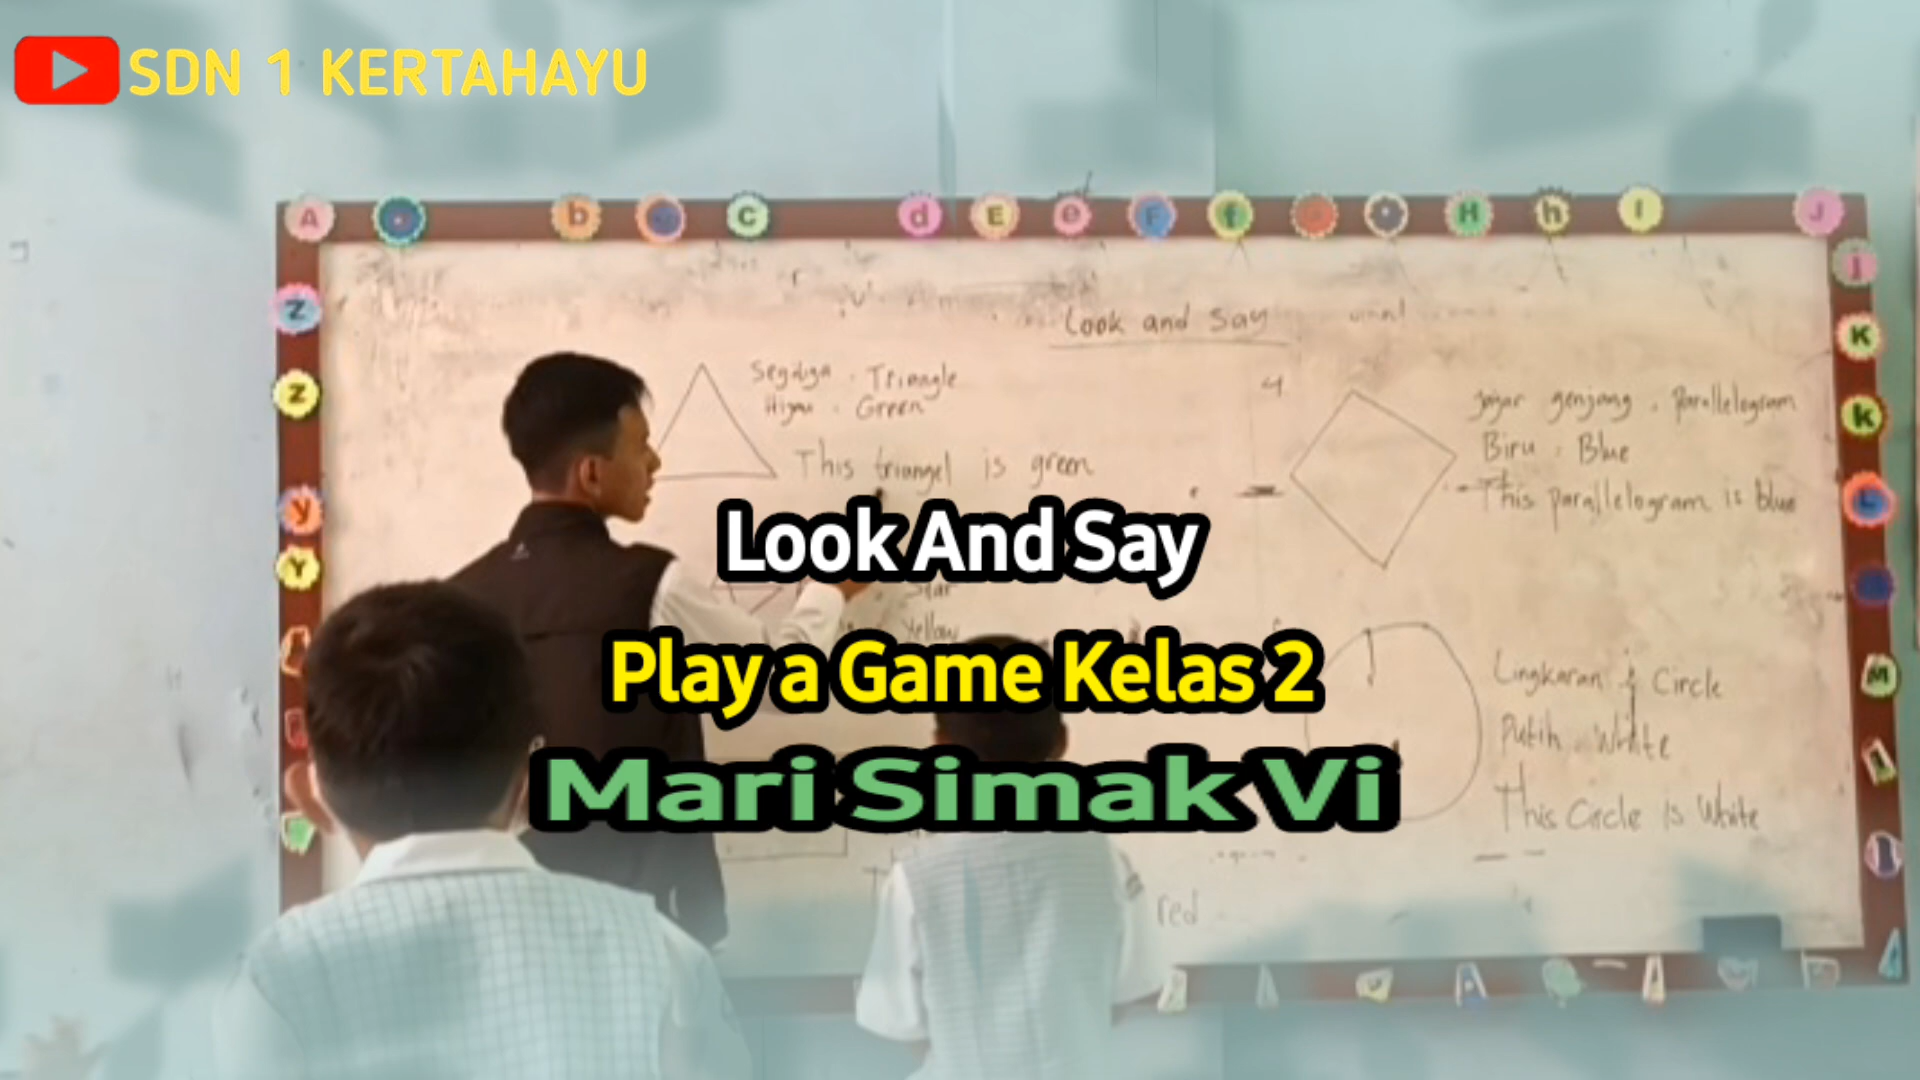 SDN 1 KERTAHAYU
A b c d E e F f H h I J
Look and Say
Segitiga . Triangle
Hijau . Green
This triangel is green
4
jajar genjang . Parallelogram
Biru . Blue
This parallelogram is blue
Look And Say
Star
Yellow
Play a Game Kelas 2
Mari Simak Vi
Lingkaran : Circle
Putih . White
This Circle is White
red
j
K
k
L
M
Z
Z
y
Y